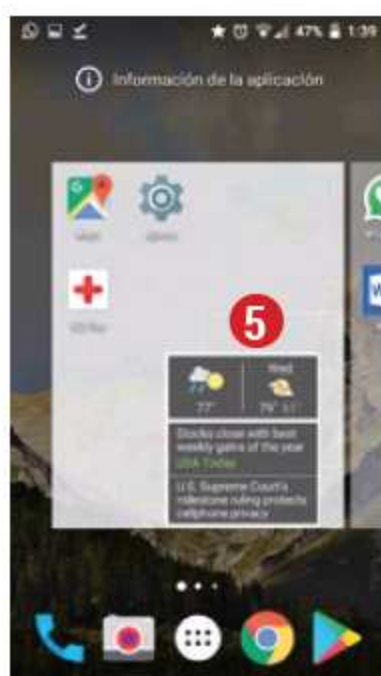 47% 1:39
Información de la aplicación
5
Wed
77° 79°
Stocks close with best
weekly gains of the year
USA Today
U.S. Supreme Court's
milestone ruling protects
cellphone privacy